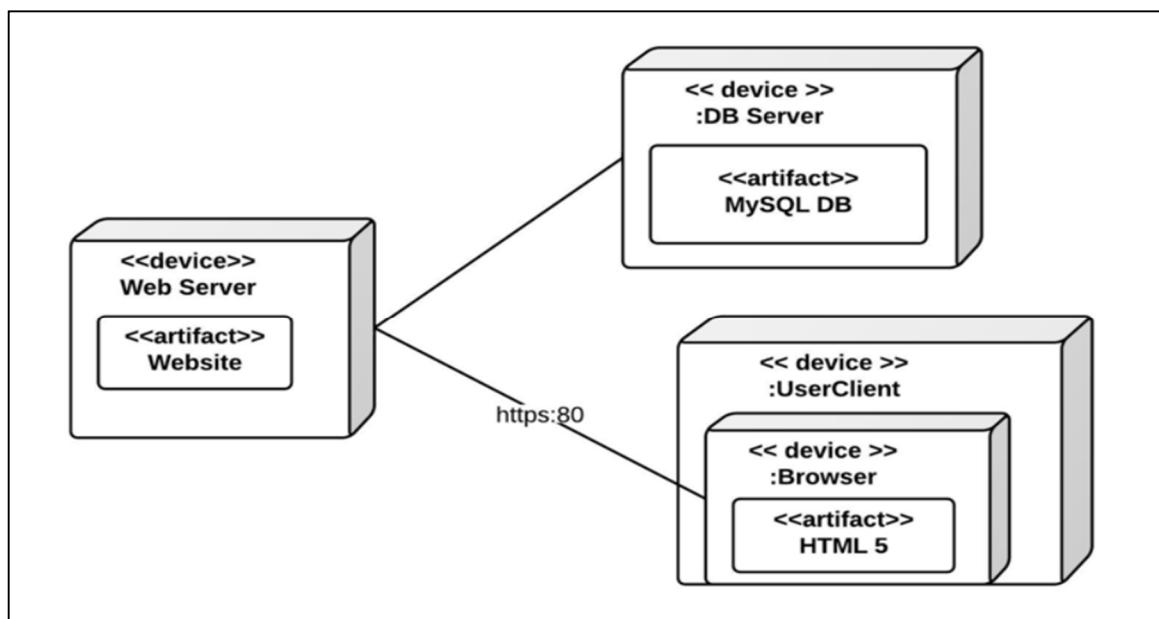 << device >>
:DB Server
<<artifact>>
MySQL DB
<<device>>
Web Server
<<artifact>>
Website
https:80
<< device >>
:UserClient
<< device >>
:Browser
<<artifact>>
HTML 5